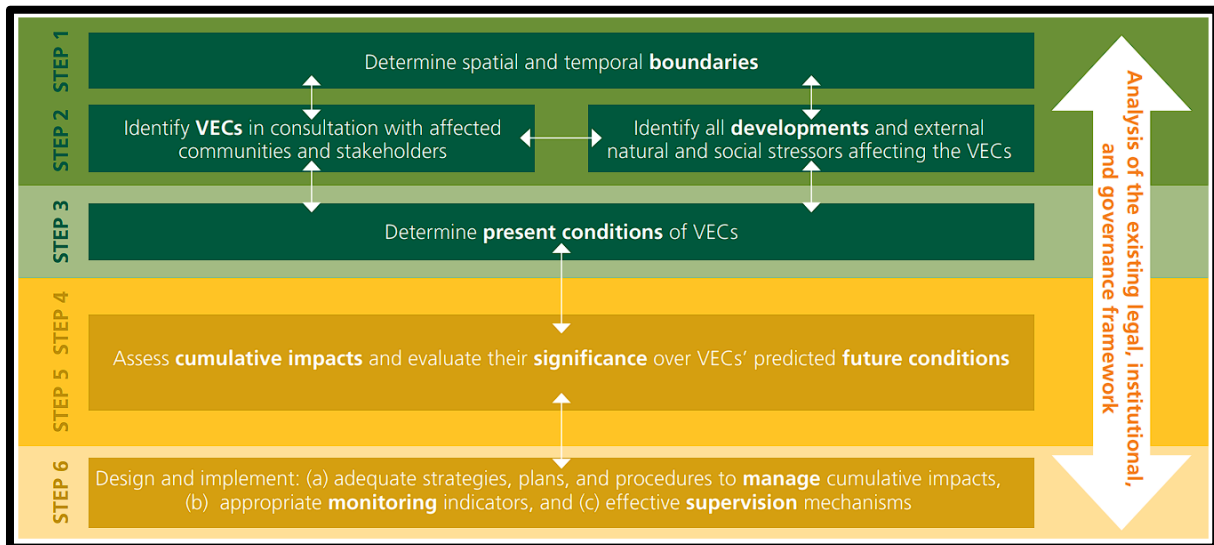 STEP 1
Determine spatial and temporal boundaries
STEP 2
Identify VECs in consultation with affected
communities and stakeholders
Identify all developments and external
natural and social stressors affecting the VECs
STEP 3
Determine present conditions of VECs
STEP 4
STEP 5
Assess cumulative impacts and evaluate their significance over VECs’ predicted future conditions
STEP 6
Design and implement: (a) adequate strategies, plans, and procedures to manage cumulative impacts,
(b) appropriate monitoring indicators, and (c) effective supervision mechanisms
Analysis of the existing legal, institutional,
and governance framework